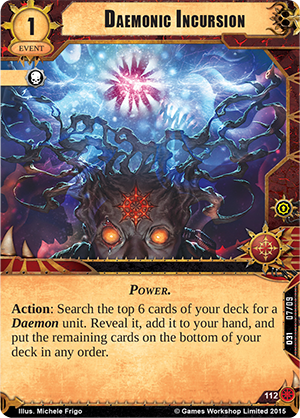 1
DAEMONIC INCURSION
EVENT
031 07/09
POWER.
Action: Search the top 6 cards of your deck for a
Daemon unit. Reveal it, add it to your hand, and
put the remaining cards on the bottom of your
deck in any order.
112
Illus. Michele Frigo
© Games Workshop Limited 2015